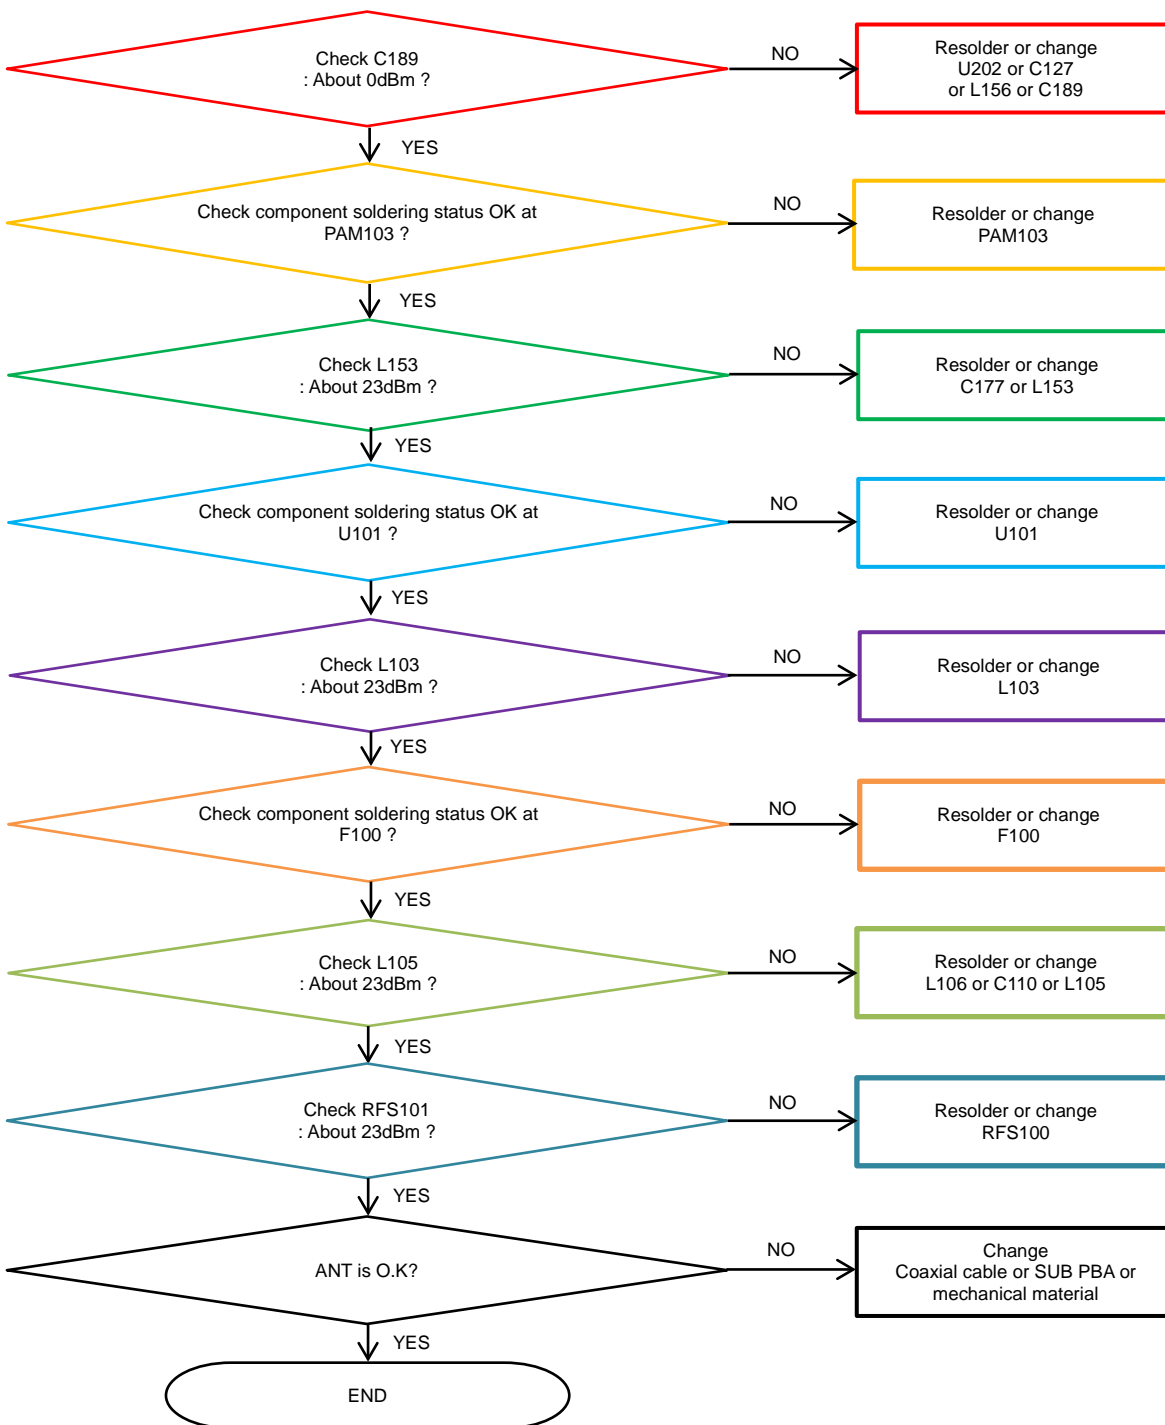 Check C189
: About 0dBm ?
NO
Resolder or change
U202 or C127
or L156 or C189
YES
Check component soldering status OK at
PAM103 ?
NO
Resolder or change
PAM103
YES
Check L153
: About 23dBm ?
NO
Resolder or change
C177 or L153
YES
Check component soldering status OK at
U101 ?
NO
Resolder or change
U101
YES
Check L103
: About 23dBm ?
NO
Resolder or change
L103
YES
Check component soldering status OK at
F100 ?
NO
Resolder or change
F100
YES
Check L105
: About 23dBm ?
NO
Resolder or change
L106 or C110 or L105
YES
Check RFS101
: About 23dBm ?
NO
Resolder or change
RFS100
YES
ANT is O.K?
NO
Change
Coaxial cable or SUB PBA or
mechanical material
YES
END